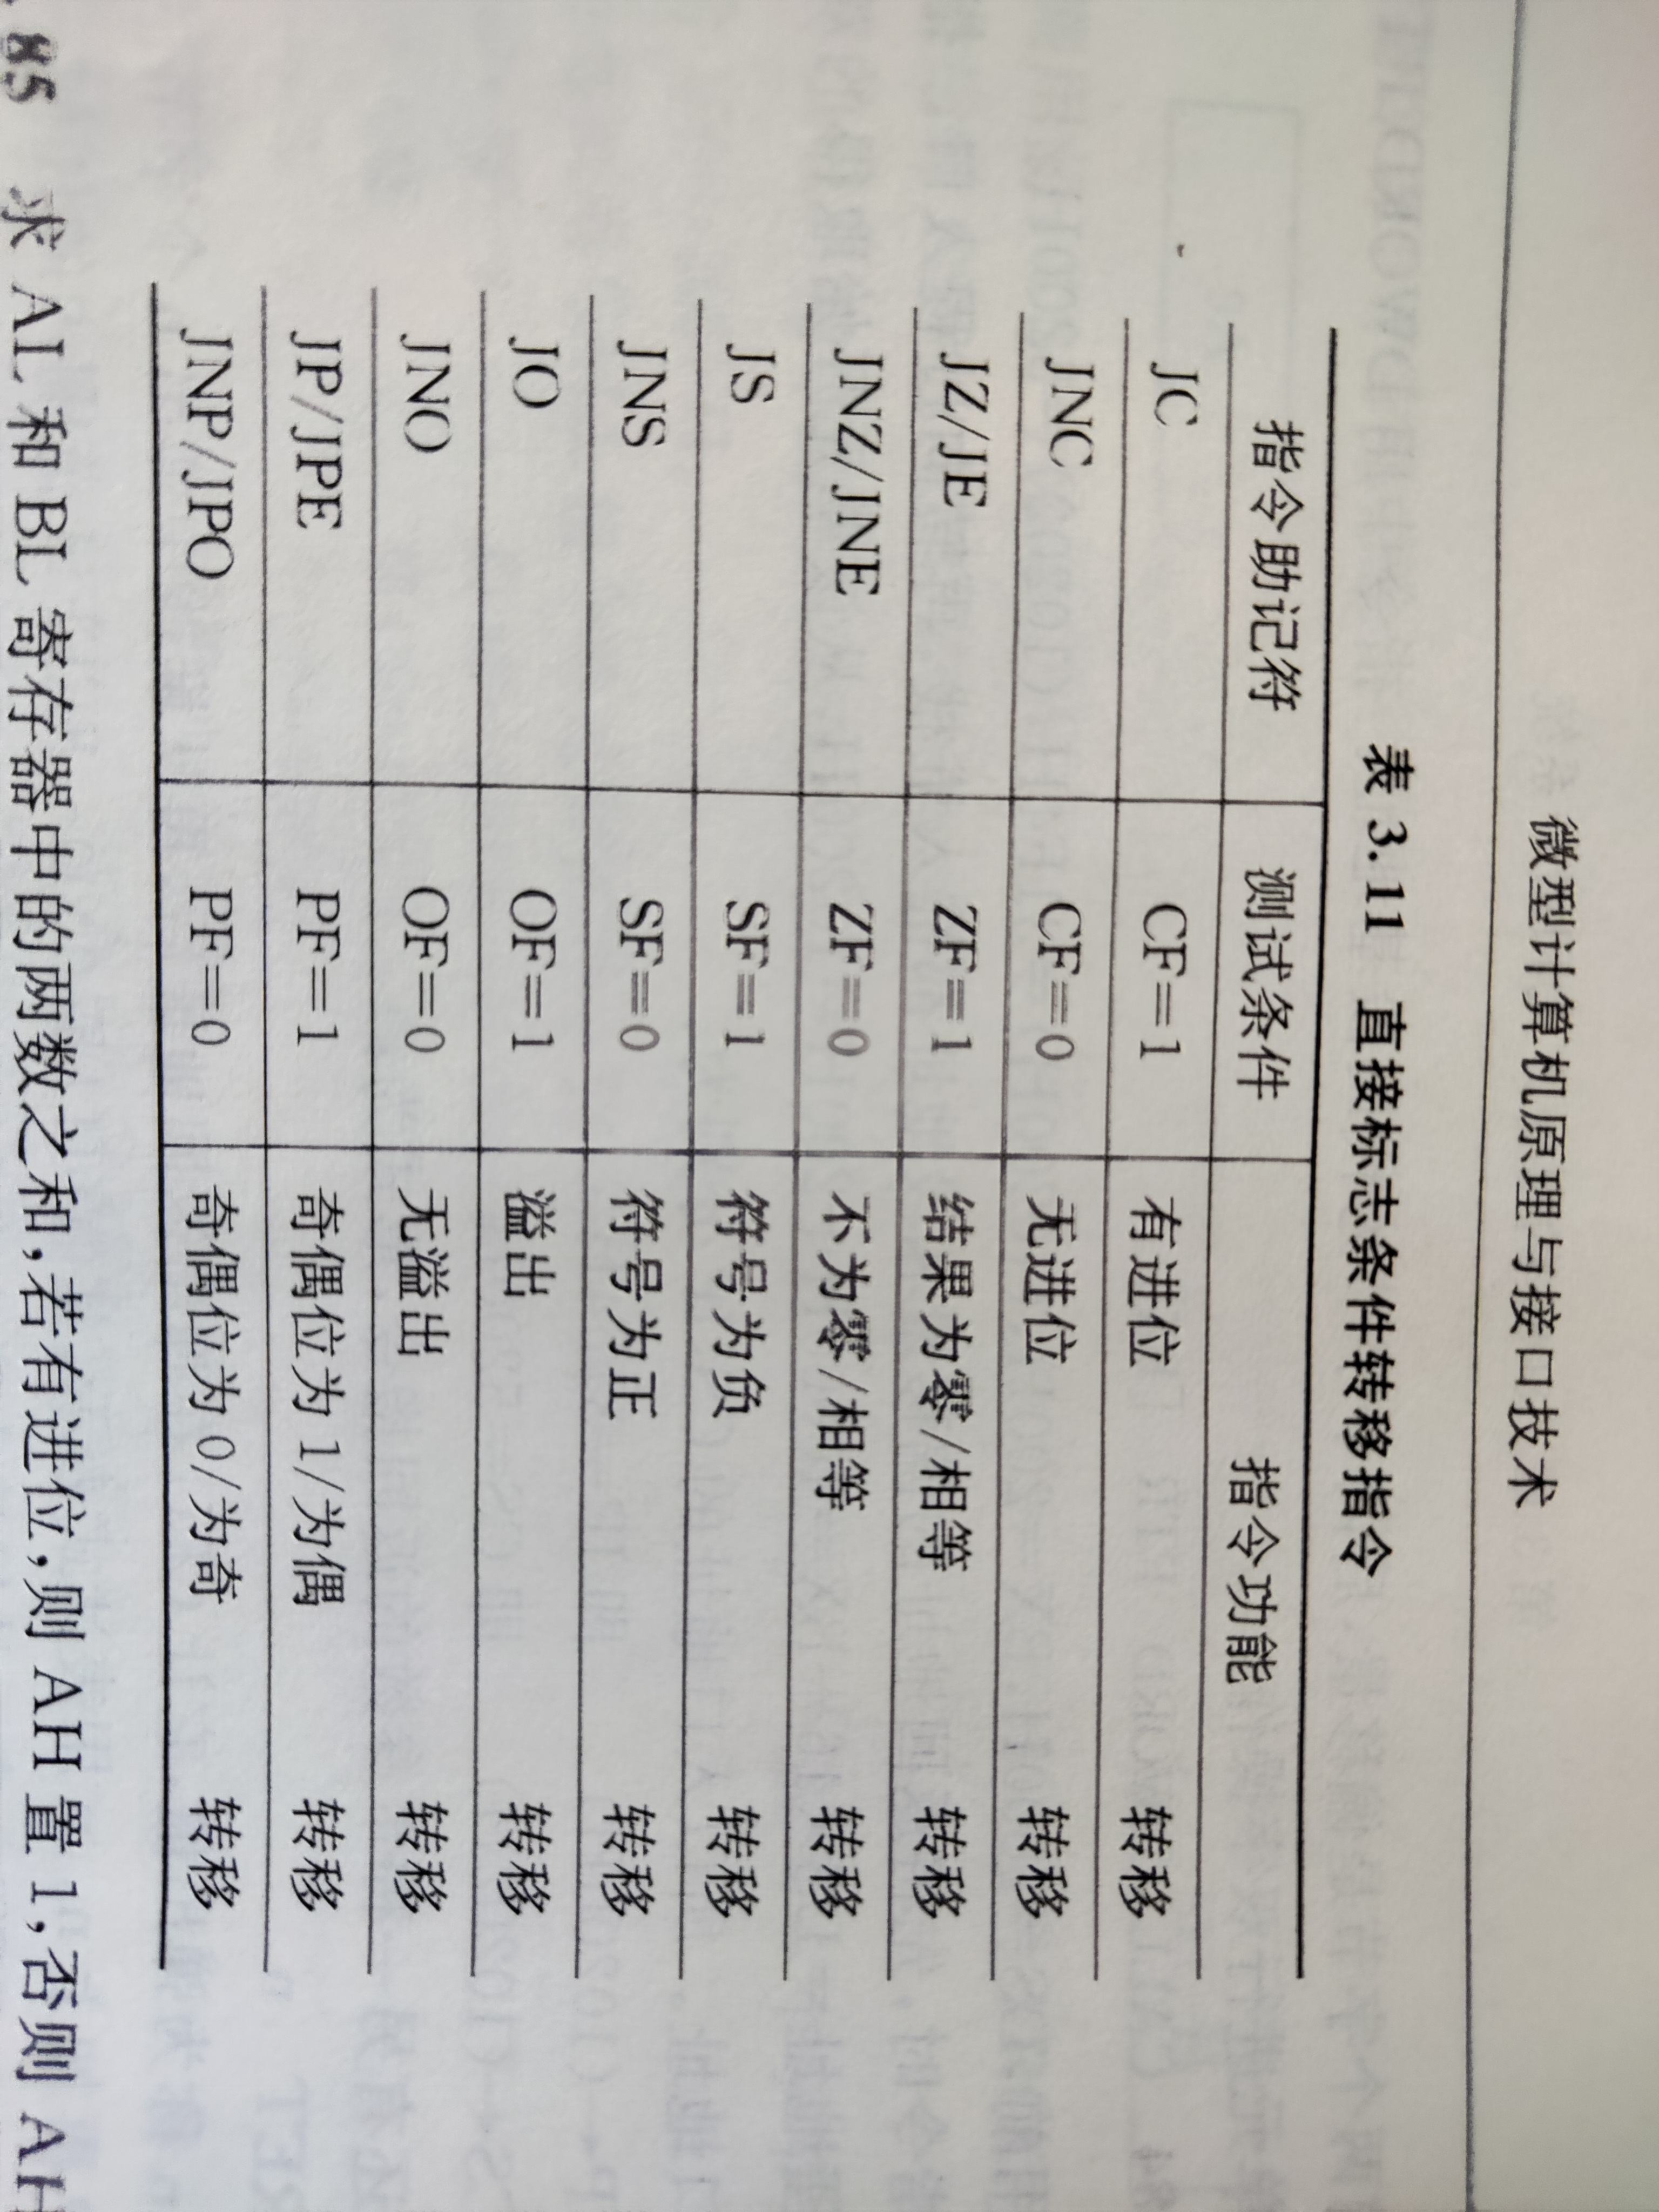 微型计算机原理与接口技术
表 3.11 直接标志条件转移指令
指令助记符 测试条件 指令功能
JC CF=1 有进位 转移
JNC CF=0 无进位 转移
JZ/JE ZF=1 结果为零/相等 转移
JNZ/JNE ZF=0 不为零/相等 转移
JS SF=1 符号为负 转移
JNS SF=0 符号为正 转移
JO OF=1 溢出 转移
JNO OF=0 无溢出 转移
JP/JPE PF=1 奇偶位为 1/为偶 转移
JNP/JPO PF=0 奇偶位为 0/为奇 转移
.85 求 AL 和 BL 寄存器中的两数之和,若有进位,则 AH 置 1,否则 AH